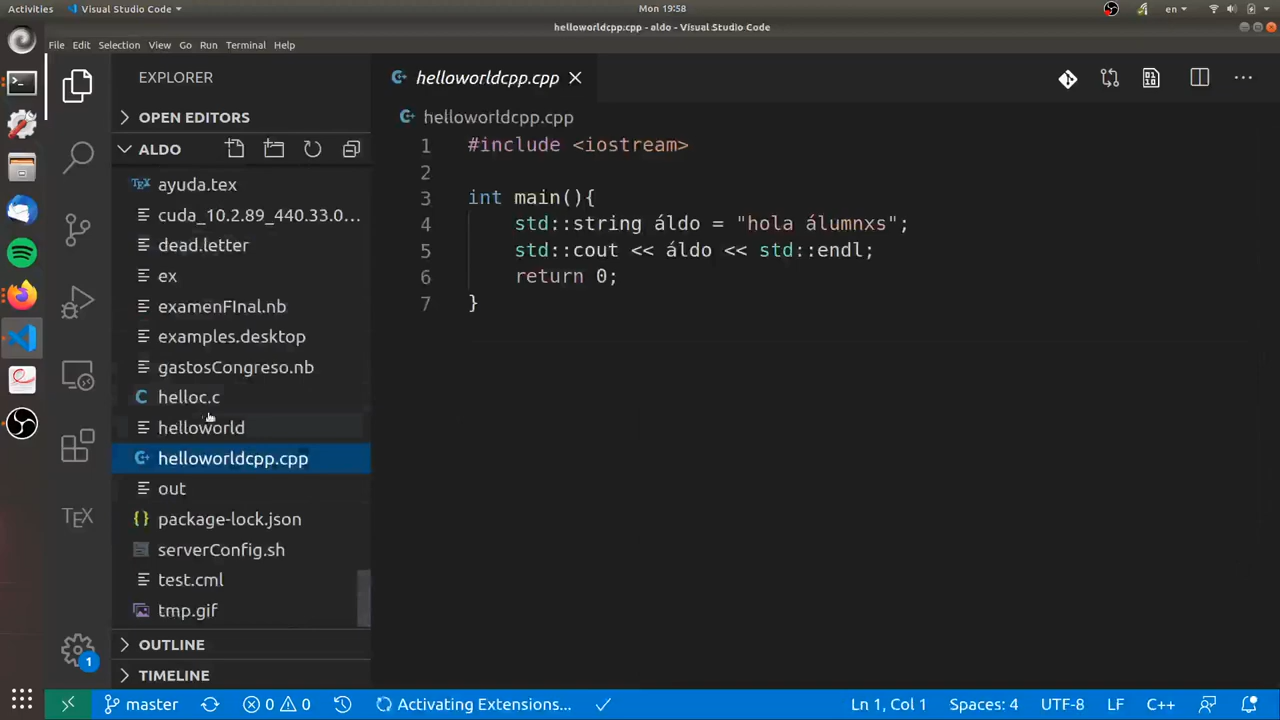 Activities
Visual Studio Code
Mon 19:58
en
helloworldcpp.cpp - aldo - Visual Studio Code
File Edit Selection View Go Run Terminal Help
EXPLORER
OPEN EDITORS
ALDO
ayuda.tex
cuda_10.2.89_440.33.0...
dead.letter
ex
examenFInal.nb
examples.desktop
gastosCongreso.nb
helloc.c
helloworld
helloworldcpp.cpp
out
package-lock.json
serverConfig.sh
test.cml
tmp.gif
OUTLINE
TIMELINE
TEX
1
helloworldcpp.cpp
helloworldcpp.cpp
1 #include <iostream>
2
3 int main(){
4 std::string áldo = "hola álumnxs";
5 std::cout << áldo << std::endl;
6 return 0;
7 }
master
0 0
Activating Extensions...
Ln 1, Col 1
Spaces: 4
UTF-8
LF
C++